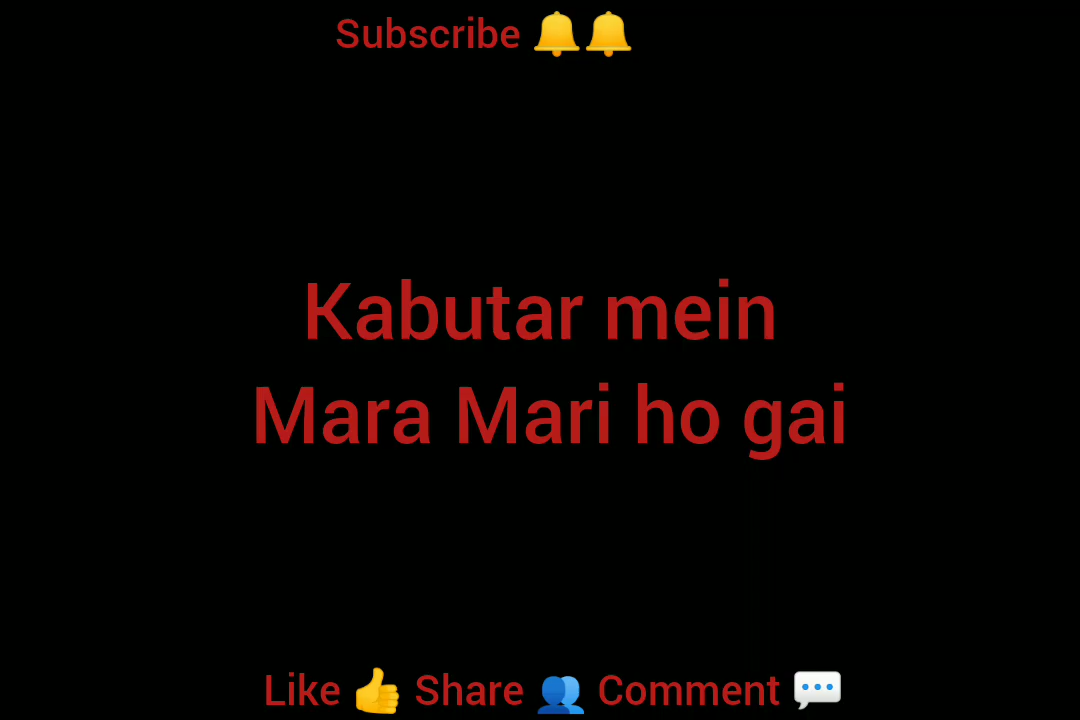 Subscribe 🔔🔔
Kabutar mein
Mara Mari ho gai
Like 👍 Share 👥 Comment 💬